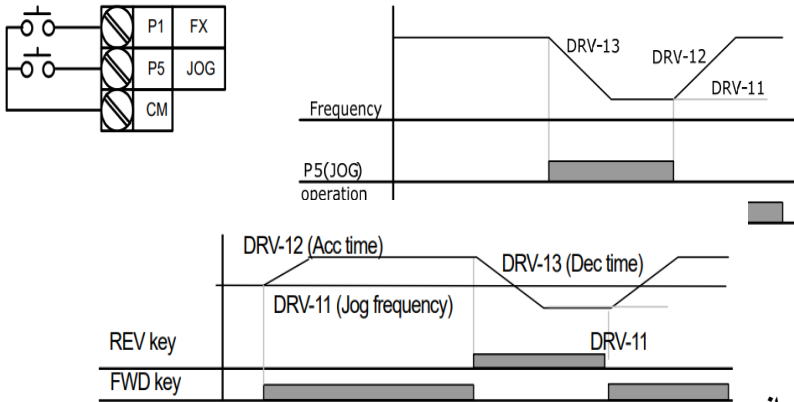 P1 FX
P5 JOG
CM
DRV-13
DRV-12
DRV-11
Frequency
P5(JOG)
operation
DRV-12 (Acc time)
DRV-13 (Dec time)
DRV-11 (Jog frequency)
REV key
DRV-11
FWD key